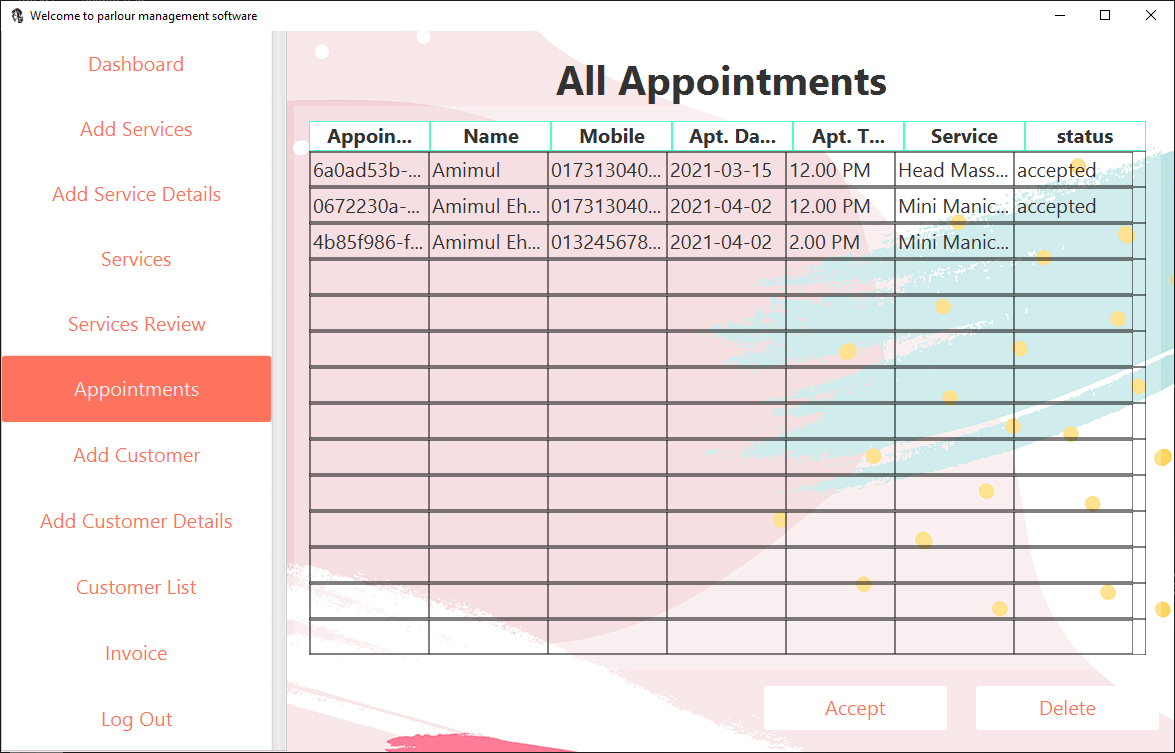 Welcome to parlour management software
Dashboard
Add Services
Add Service Details
Services
Services Review
Appointments
Add Customer
Add Customer Details
Customer List
Invoice
Log Out
All Appointments
Appoin... Name Mobile Apt. Da... Apt. T... Service status
6a0ad53b-... Amimul 017313040... 2021-03-15 12.00 PM Head Mass... accepted
0672230a-... Amimul Eh... 017313040... 2021-04-02 12.00 PM Mini Manic... accepted
4b85f986-f... Amimul Eh... 013245678... 2021-04-02 2.00 PM Mini Manic...
Accept Delete